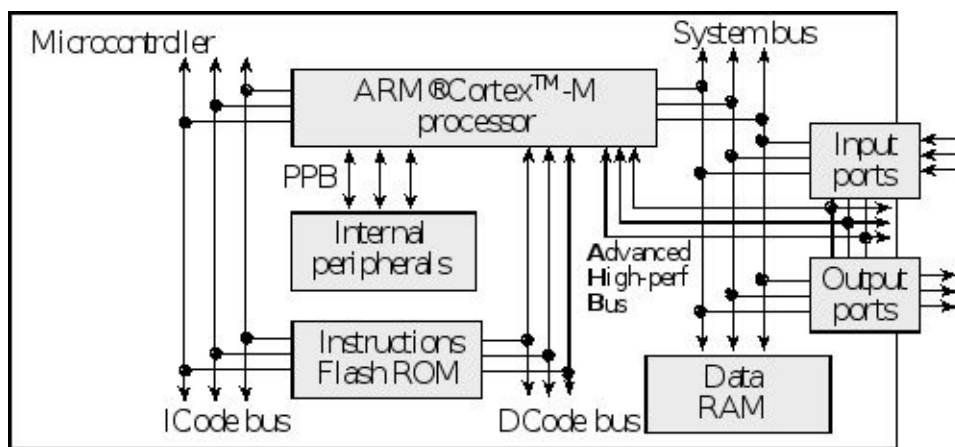 Microcontroller
System bus
ARM®Cortex™-M
processor
Input
ports
PPB
Internal
peripherals
Advanced
High-perf
Bus
Output
ports
Instructions
Flash ROM
Data
RAM
ICode bus
DCode bus